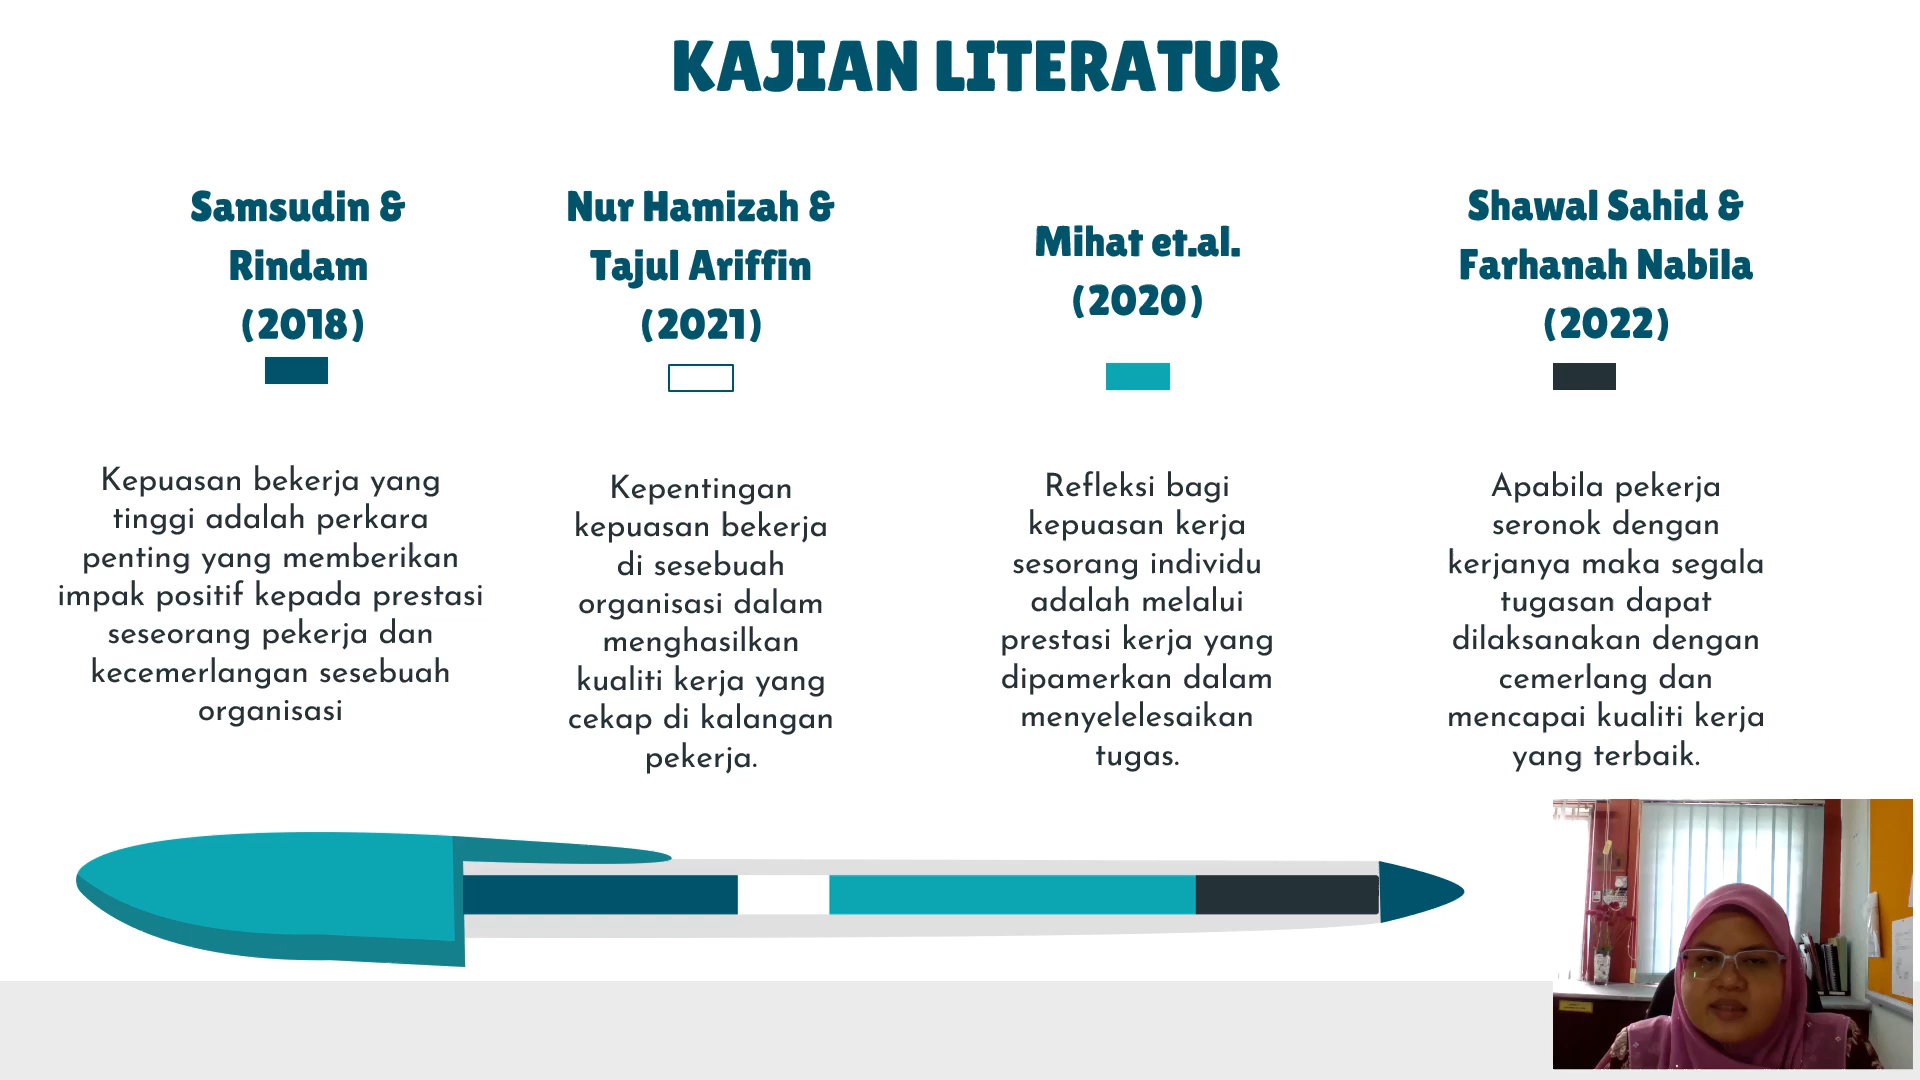 KAJIAN LITERATUR
Samsudin &
Rindam
(2018)
Kepuasan bekerja yang
tinggi adalah perkara
penting yang memberikan
impak positif kepada prestasi
seseorang pekerja dan
kecemerlangan sesebuah
organisasi
Nur Hamizah &
Tajul Ariffin
(2021)
Kepentingan
kepuasan bekerja
di sesebuah
organisasi dalam
menghasilkan
kualiti kerja yang
cekap di kalangan
pekerja.
Mihat et.al.
(2020)
Refleksi bagi
kepuasan kerja
sesorang individu
adalah melalui
prestasi kerja yang
dipamerkan dalam
menyelelesaikan
tugas.
Shawal Sahid &
Farhanah Nabila
(2022)
Apabila pekerja
seronok dengan
kerjanya maka segala
tugasan dapat
dilaksanakan dengan
cemerlang dan
mencapai kualiti kerja
yang terbaik.